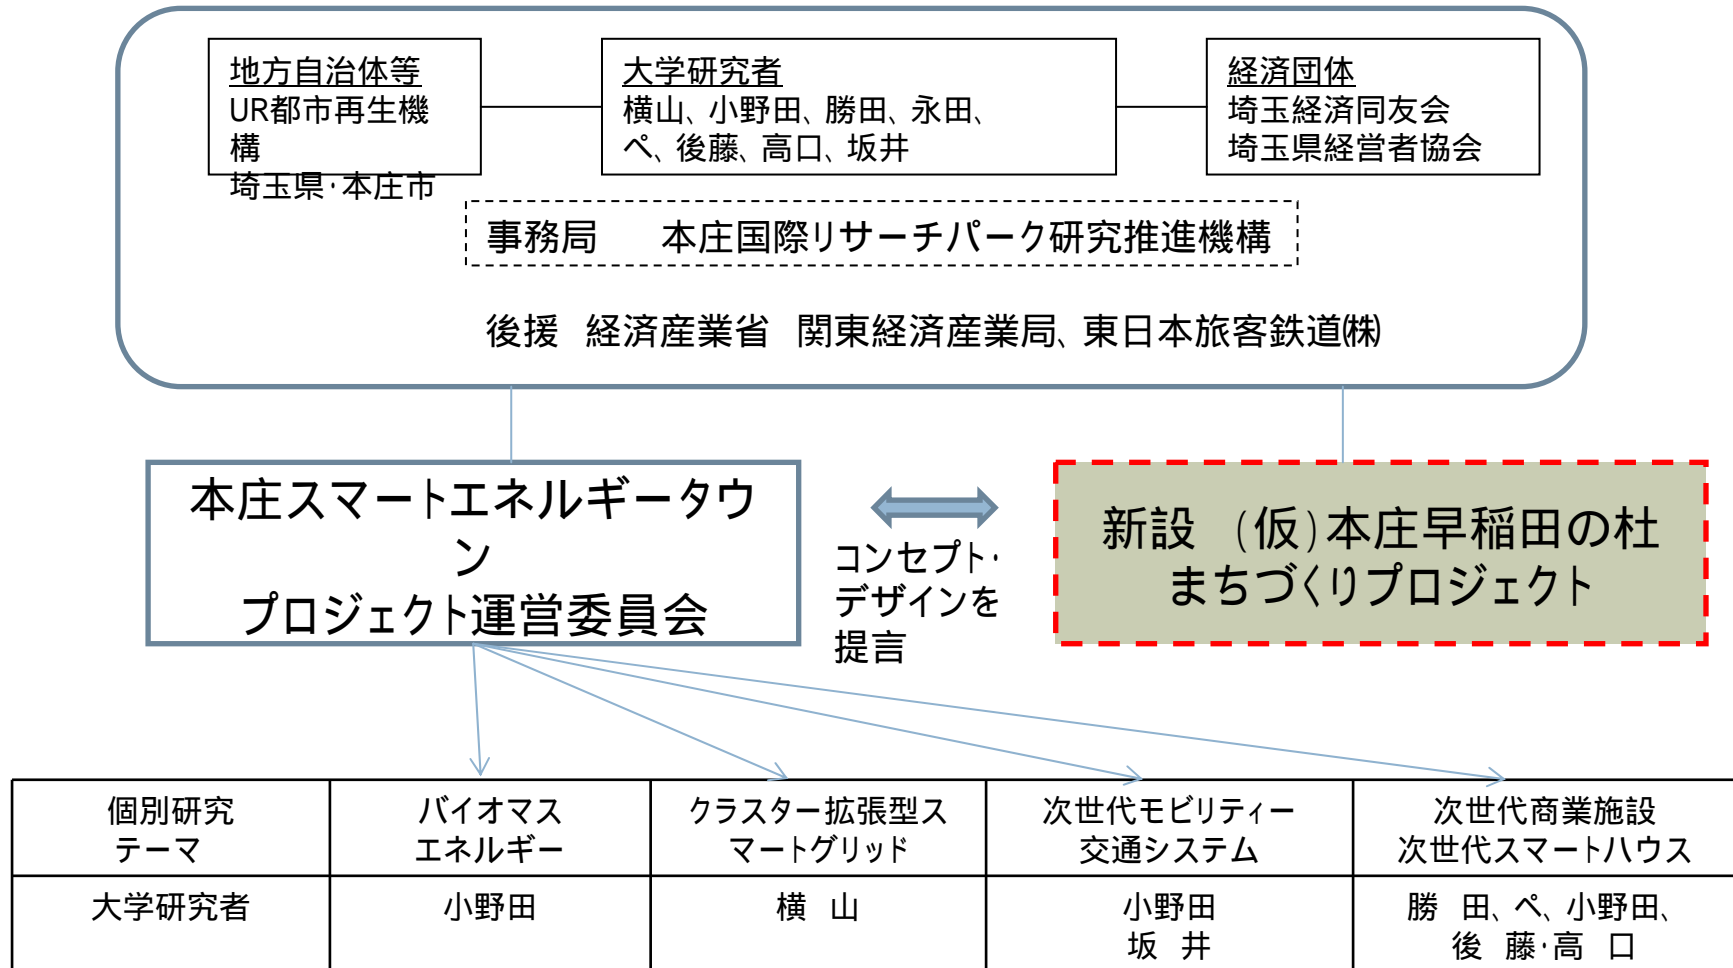 地方自治体等
UR都市再生機
構
埼玉県・本庄市
大学研究者
横山、小野田、勝田、永田、
ペ、後藤、高口、坂井
経済団体
埼玉経済同友会
埼玉県経営者協会
事務局　本庄国際リサーチパーク研究推進機構
後援　経済産業省　関東経済産業局、東日本旅客鉄道㈱
本庄スマートエネルギータウ
ン
プロジェクト運営委員会
コンセプト・
デザインを
提言
新設　(仮)本庄早稲田の杜
まちづくりプロジェクト
個別研究
テーマ
バイオマス
エネルギー
クラスター拡張型ス
マートグリッド
次世代モビリティー
交通システム
次世代商業施設
次世代スマートハウス
大学研究者
小野田
横　山
小野田
坂　井
勝　田、ペ、小野田、
後　藤・高　口